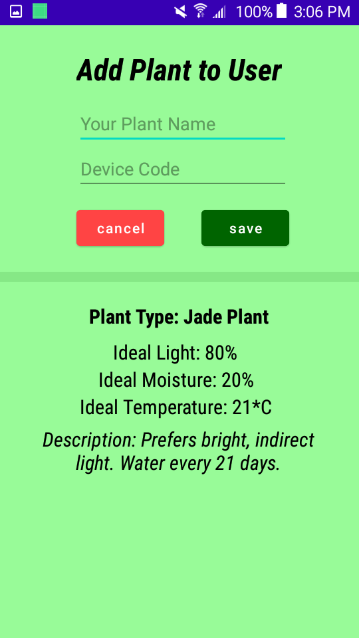 100% 3:06 PM
Add Plant to User
Your Plant Name
Device Code
cancel save
Plant Type: Jade Plant
Ideal Light: 80%
Ideal Moisture: 20%
Ideal Temperature: 21*C
Description: Prefers bright, indirect
light. Water every 21 days.